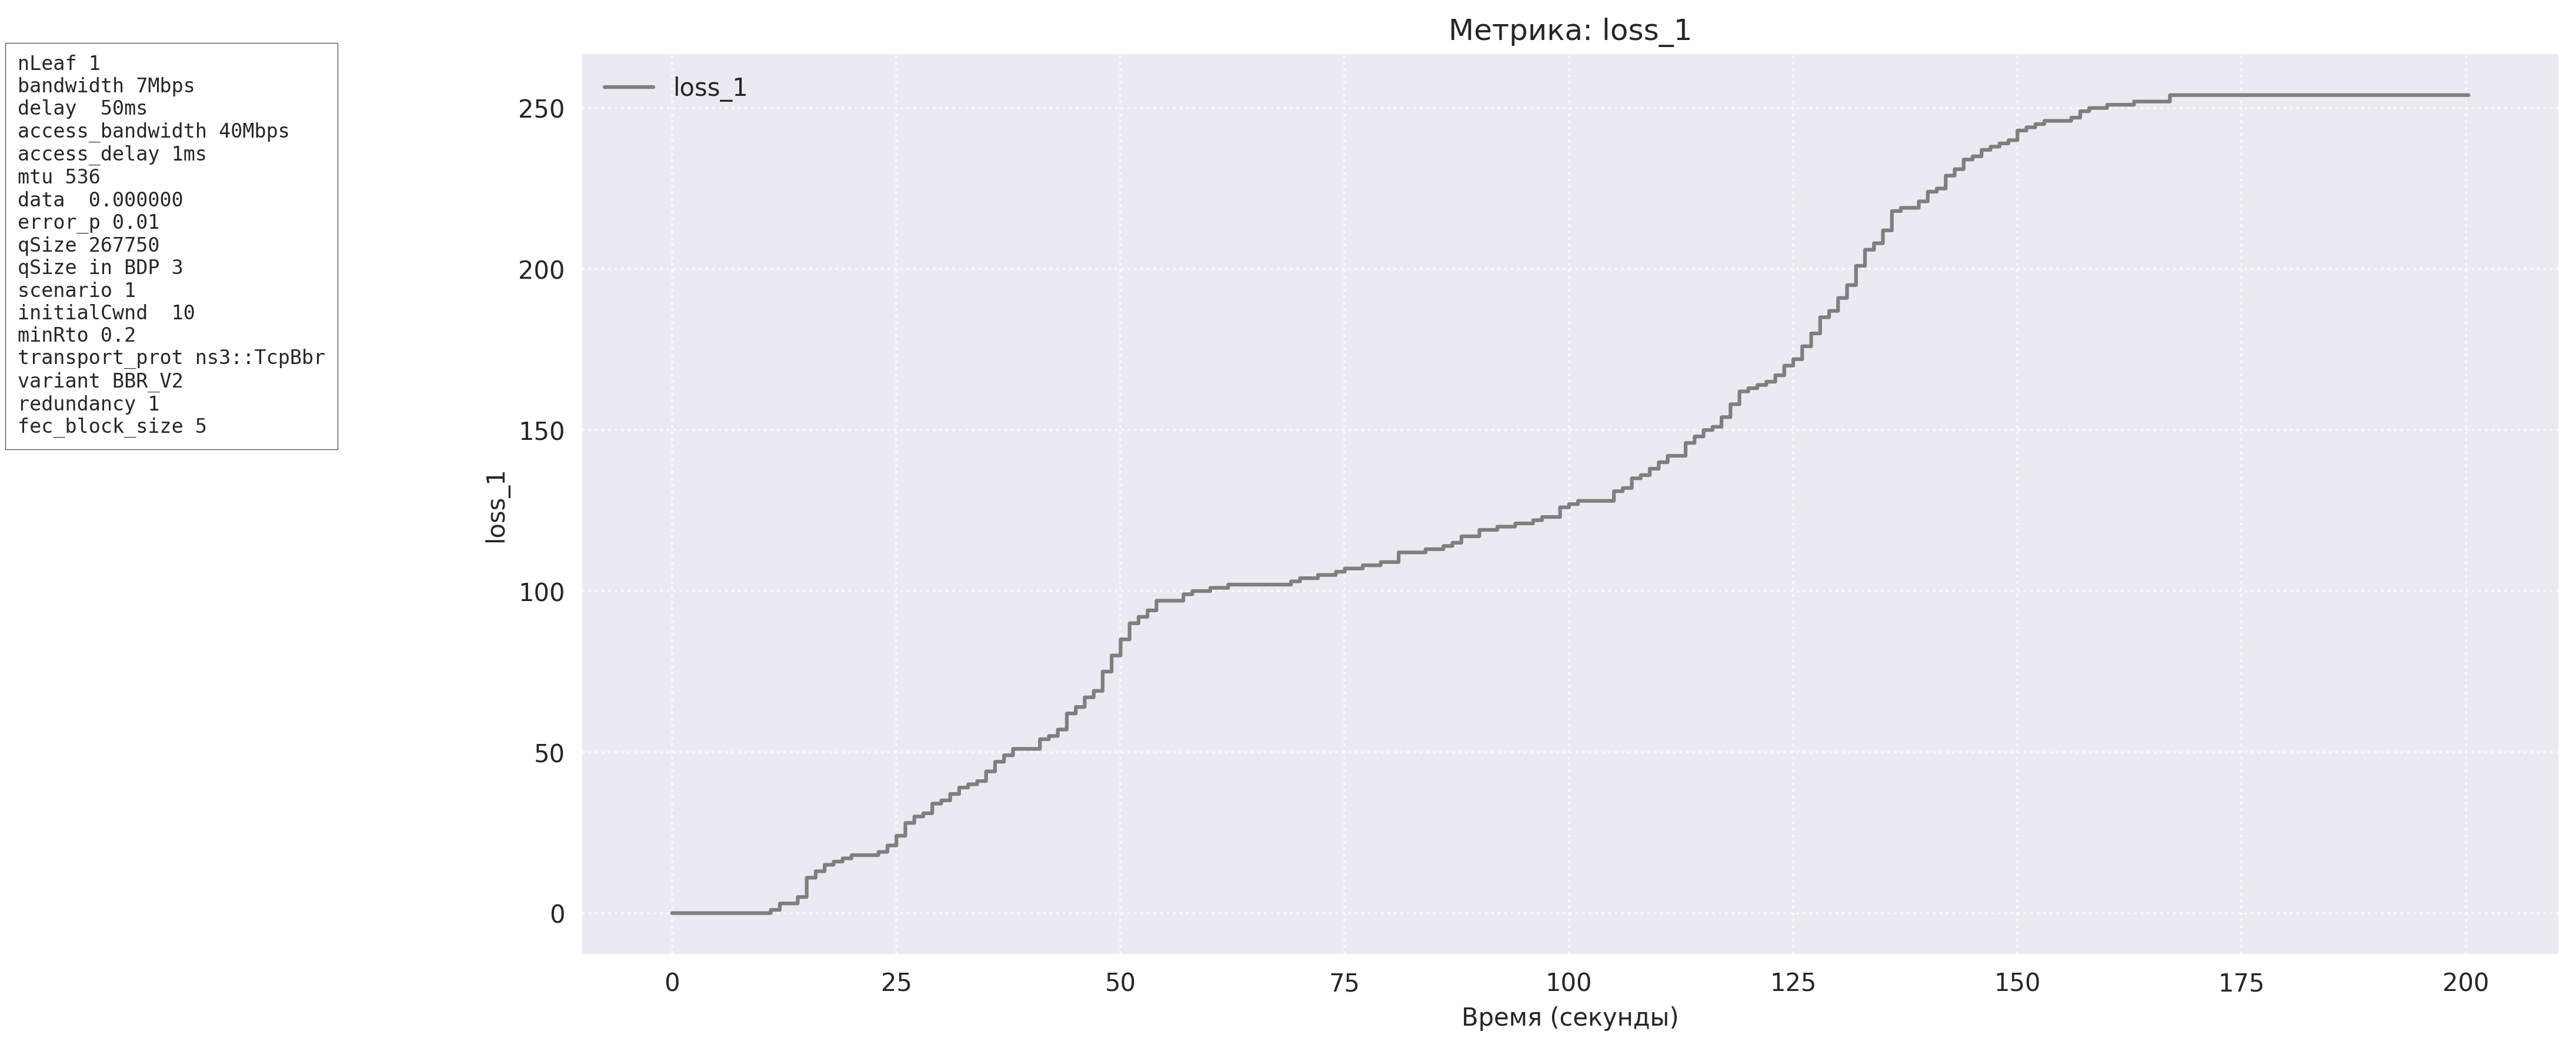 Метрика: loss_1
nLeaf 1
bandwidth 7Mbps
delay  50ms
access_bandwidth 40Mbps
access_delay 1ms
mtu 536
data  0.000000
error_p 0.01
qSize 267750
qSize in BDP 3
scenario 1
initialCwnd  10
minRto 0.2
transport_prot ns3::TcpBbr
variant BBR_V2
redundancy 1
fec_block_size 5
loss_1
loss_1
250
200
150
100
50
0
0 25 50 75 100 125 150 175 200
Время (секунды)